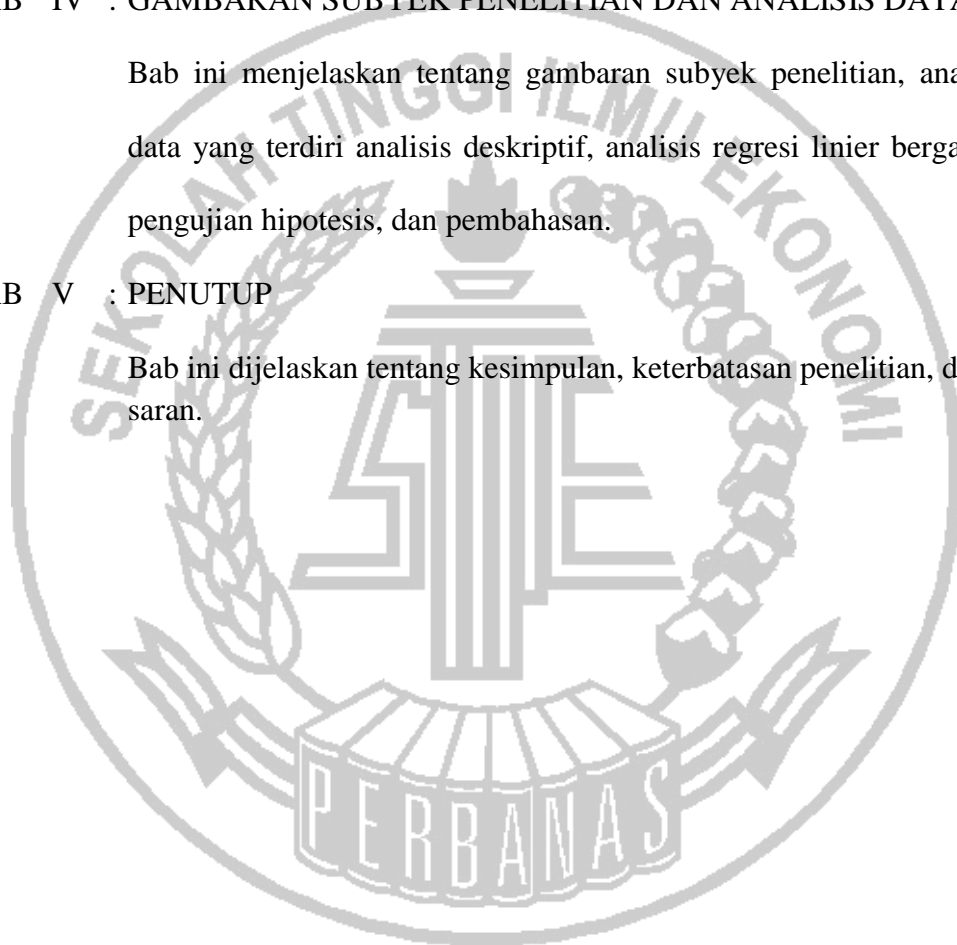 B IV : GAMBARAN SUBYEK PENELITIAN DAN ANALISIS DATA
Bab ini menjelaskan tentang gambaran subyek penelitian, ana
data yang terdiri analisis deskriptif, analisis regresi linier berga
pengujian hipotesis, dan pembahasan.
AB V : PENUTUP
Bab ini dijelaskan tentang kesimpulan, keterbatasan penelitian, d
saran.
SEKOLAH TINGGI ILMU EKONOMI
PERBANAS